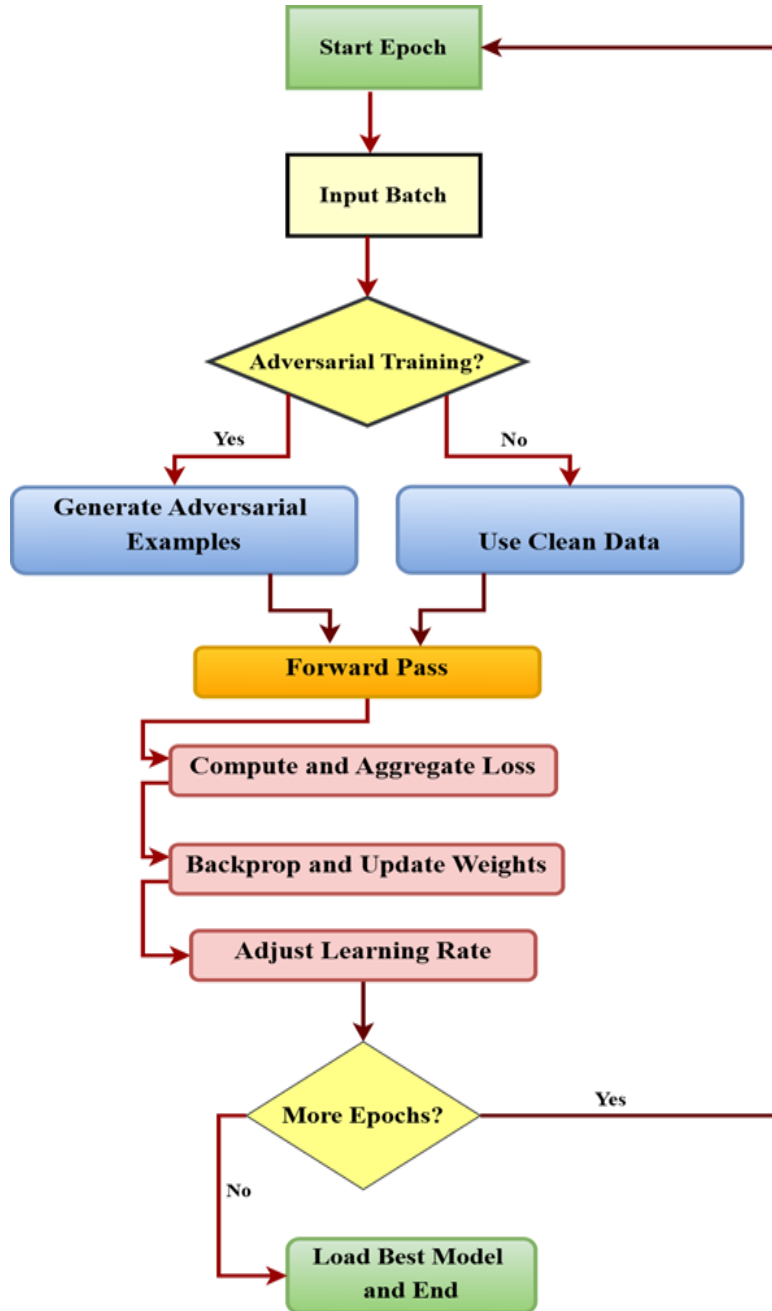 Start Epoch
Input Batch
Adversarial Training?
Yes
No
Generate Adversarial
Examples
Use Clean Data
Forward Pass
Compute and Aggregate Loss
Backprop and Update Weights
Adjust Learning Rate
More Epochs?
Yes
No
Load Best Model
and End